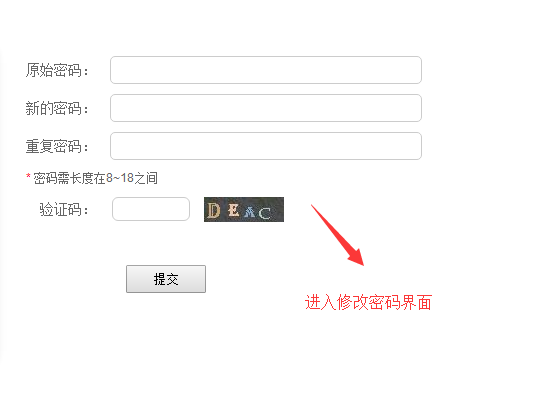 原始密码：
新的密码：
重复密码：
* 密码需长度在8~18之间
验证码： DEAC
提交
进入修改密码界面